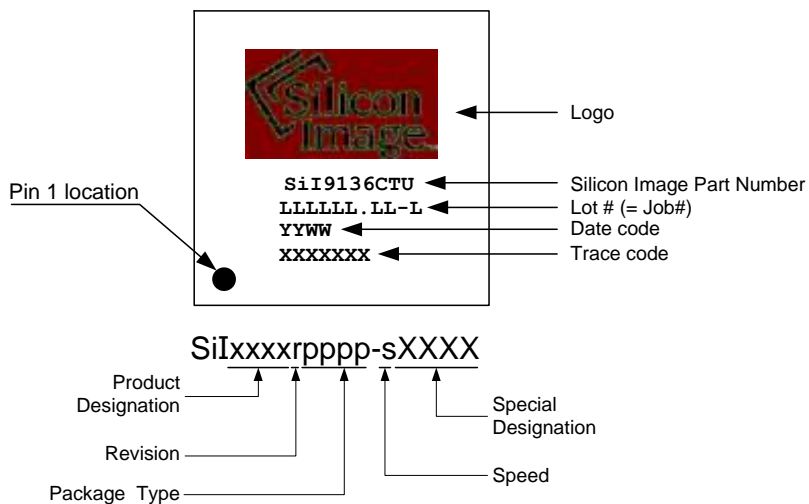 Silicon
Image
Logo
SiI9136CTU
Silicon Image Part Number
LLLLLL.LL-L
Lot # (= Job#)
YYWW
Date code
XXXXXXX
Trace code
Pin 1 location
SiIxxxxrpppp-sXXXX
Product
Designation
Revision
Package Type
Special
Designation
Speed